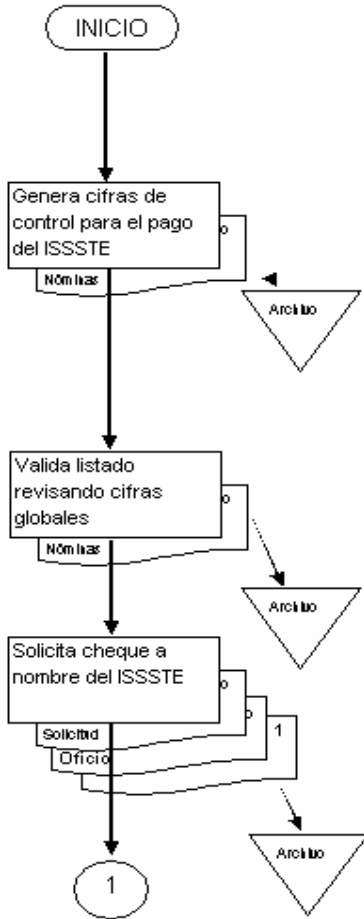 INICIO
Genera cifras de
control para el pago
del ISSSTE
o
Nóminas
Archivo
Valida listado
revisando cifras
globales
o
Nóminas
Archivo
Solicita cheque a
nombre del ISSSTE
o
o
1
Solicitud
Oficio
Archivo
1